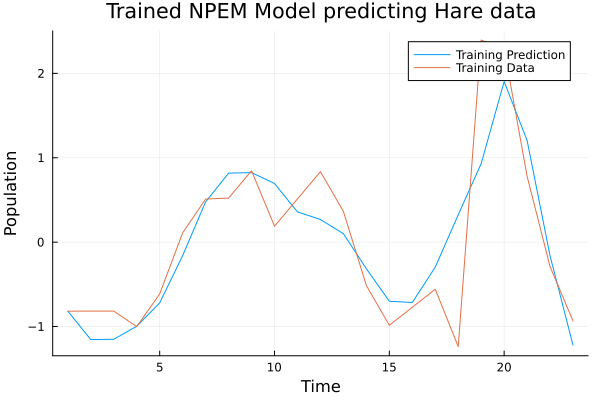 Trained NPEM Model predicting Hare data
Training Prediction
Training Data
2
1
0
−1
Population
5
10
15
20
Time